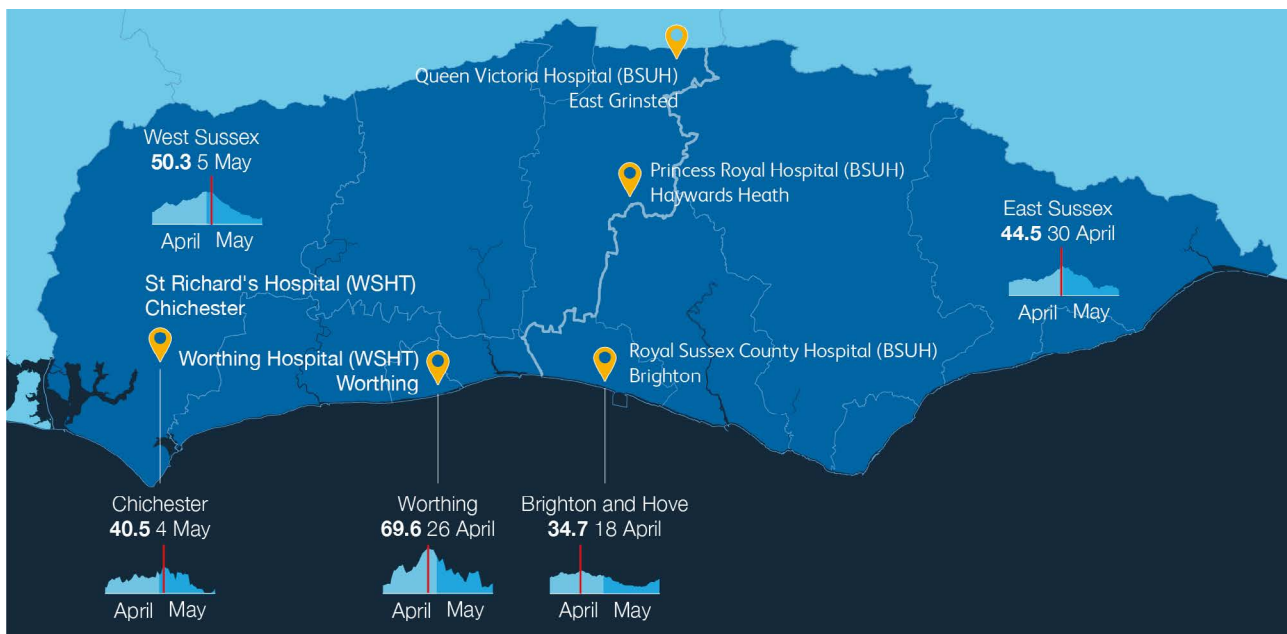 Queen Victoria Hospital (BSUH)
East Grinsted
West Sussex
50.3 5 May
April May
Princess Royal Hospital (BSUH)
Haywards Heath
East Sussex
44.5 30 April
April May
St Richard's Hospital (WSHT)
Chichester
Worthing Hospital (WSHT)
Worthing
Royal Sussex County Hospital (BSUH)
Brighton
Chichester
40.5 4 May
April May
Worthing
69.6 26 April
April May
Brighton and Hove
34.7 18 April
April May